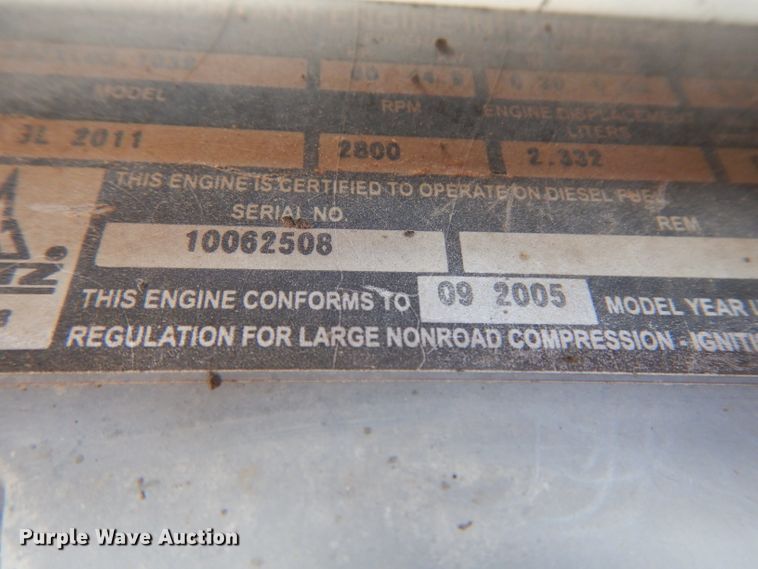 MODEL RPM ENGINE DISPLACEMENT
LITERS
3L 2011 2800 2.332
THIS ENGINE IS CERTIFIED TO OPERATE ON DIESEL FUEL
SERIAL NO. REM
10062508
THIS ENGINE CONFORMS TO 09 2005 MODEL YEAR
REGULATION FOR LARGE NONROAD COMPRESSION - IGNITI
Purple Wave Auction